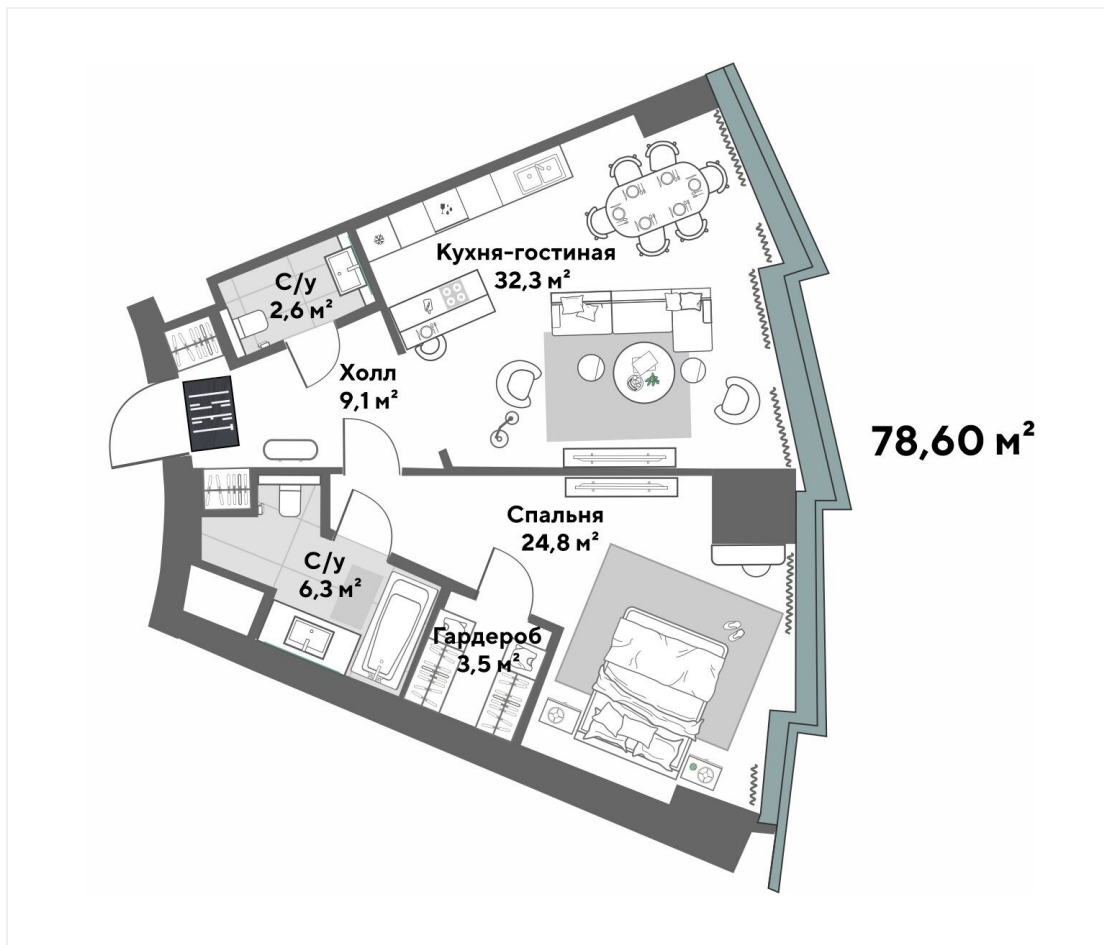 Кухня-гостиная
32,3 м²
С/у
2,6 м²
Холл
9,1 м²
78,60 м²
Спальня
24,8 м²
С/у
6,3 м²
Гардероб
3,5 м²